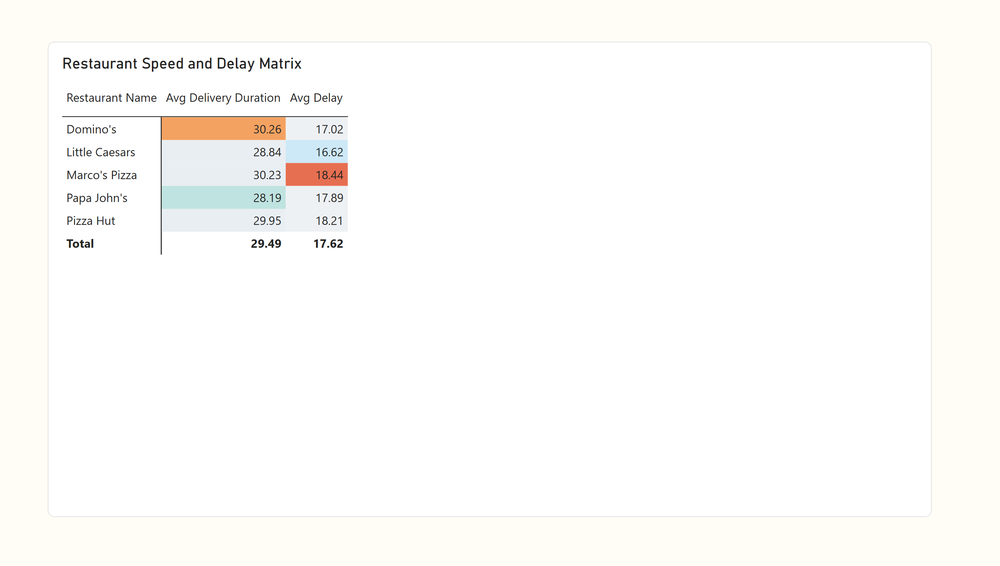 Restaurant Speed and Delay Matrix
Restaurant Name Avg Delivery Duration Avg Delay
Domino's 30.26 17.02
Little Caesars 28.84 16.62
Marco's Pizza 30.23 18.44
Papa John's 28.19 17.89
Pizza Hut 29.95 18.21
Total 29.49 17.62